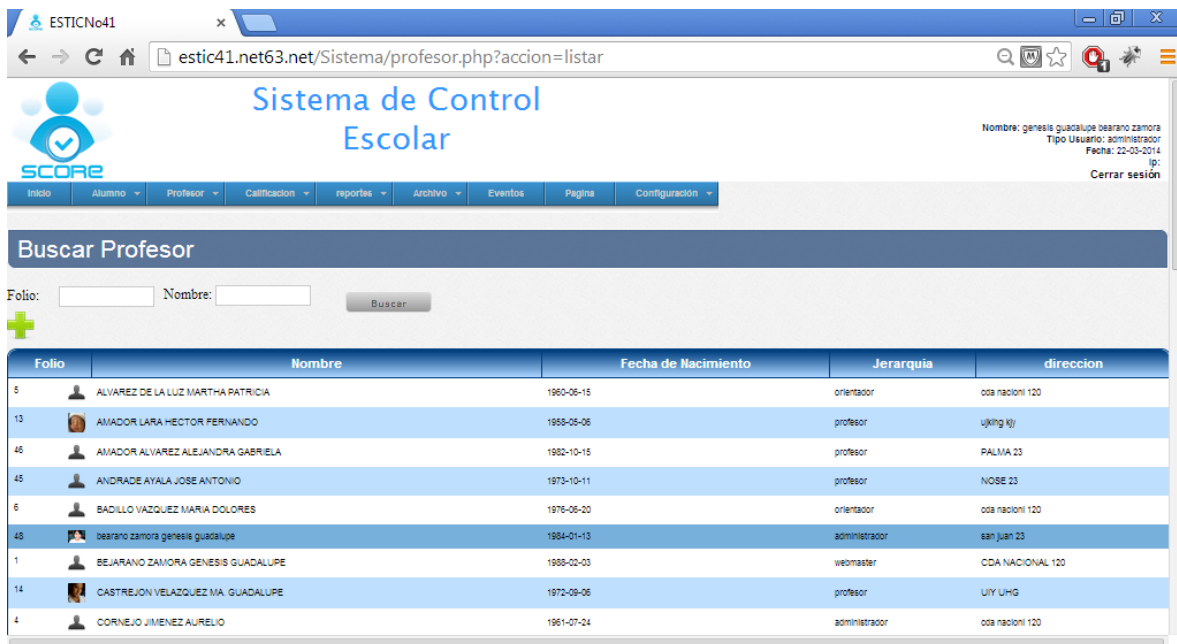 ESTICNo41
estic41.net63.net/Sistema/profesor.php?accion=listar
Sistema de Control
Escolar
SCORE
Nombre: genesis guadalupe bearano zamora
Tipo Usuario: administrador
Fecha: 22-03-2014
Ip:
Cerrar sesión
Inicio Alumno Profesor Calificacion reportes Archivo Eventos Pagina Configuración
Buscar Profesor
Folio: Nombre: Buscar
Folio Nombre Fecha de Nacimiento Jerarquia direccion
5 ALVAREZ DE LA LUZ MARTHA PATRICIA 1960-06-15 orientador cda nacionl 120
13 AMADOR LARA HECTOR FERNANDO 1958-05-06 profesor ujkhg kjy
46 AMADOR ALVAREZ ALEJANDRA GABRIELA 1982-10-15 profesor PALMA 23
45 ANDRADE AYALA JOSE ANTONIO 1973-10-11 profesor NOSE 23
6 BADILLO VAZQUEZ MARIA DOLORES 1976-06-20 orientador cda nacionl 120
48 bearano zamora genesis guadalupe 1984-01-13 administrador san juan 23
1 BEJARANO ZAMORA GENESIS GUADALUPE 1988-02-03 webmaster CDA NACIONAL 120
14 CASTREJON VELAZQUEZ MA. GUADALUPE 1972-09-06 profesor UIY UHG
4 CORNEJO JIMENEZ AURELIO 1961-07-24 administrador cda nacionl 120